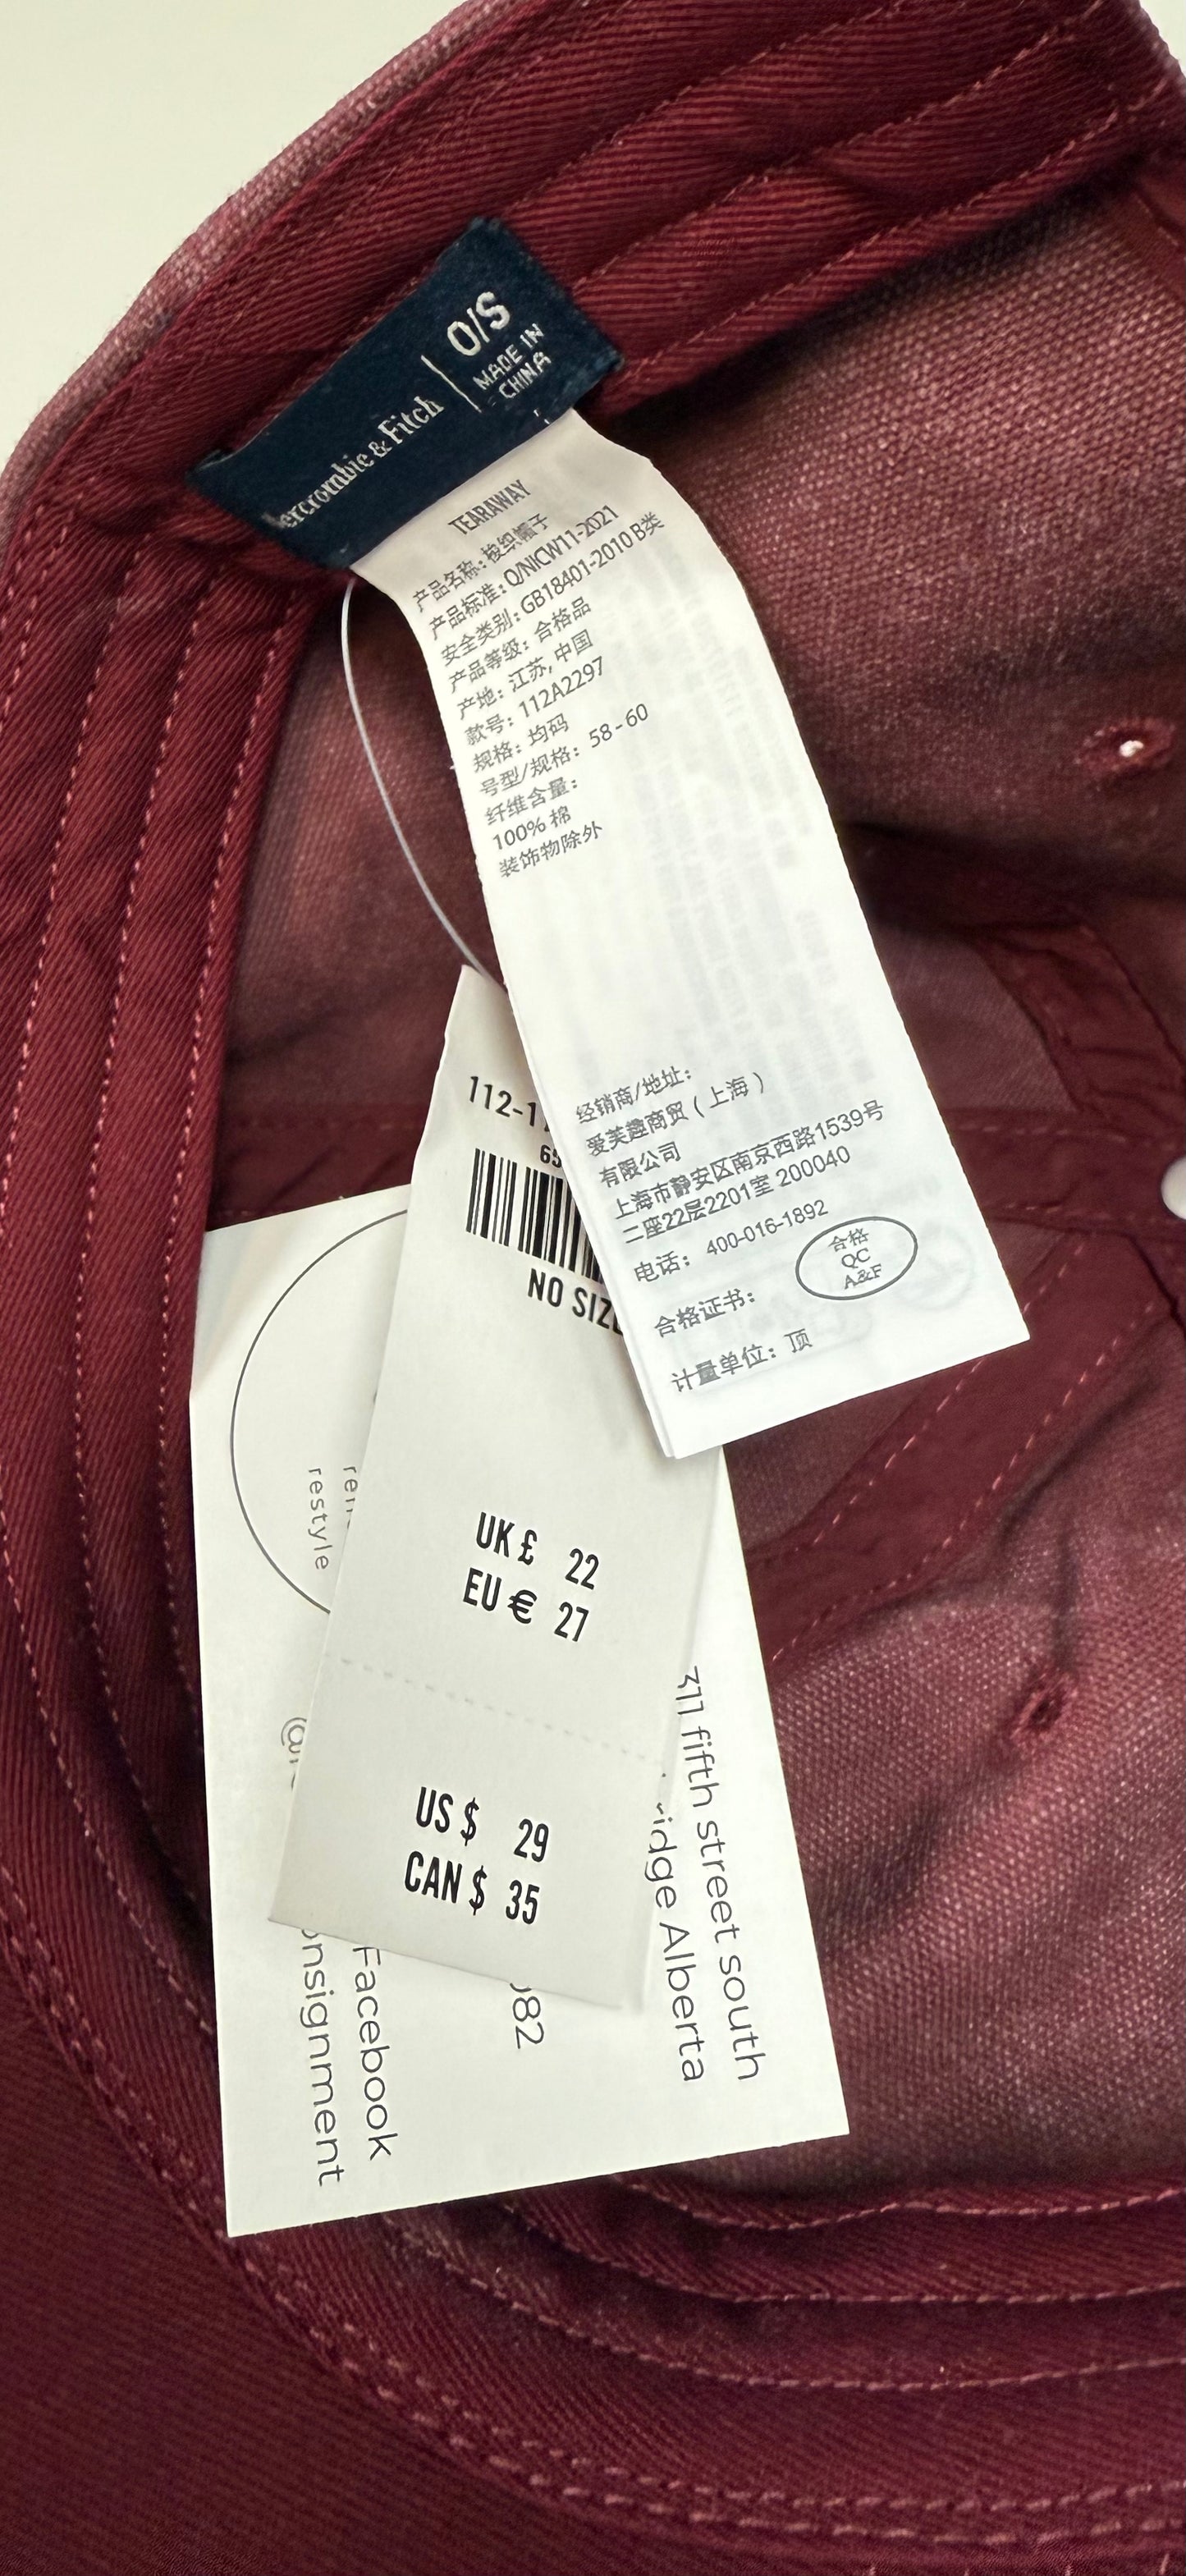 Abercrombie & Fitch
O/S
MADE IN
CHINA
TEARAWAY
产品名称: 梭织帽子
产品标准: Q/NICW11-2021
安全类别: GB18401-2010 B类
产品等级: 合格品
产地: 江苏, 中国
款号: 112A2297
规格: 均码
号型/规格: 58-60
纤维含量:
100% 棉
装饰物除外
经销商/地址:
爱芙趣商贸 ( 上海 )
有限公司
上海市静安区南京西路1539号
二座22层2201室 200040
电话: 400-016-1892
合格证书:
合格
QC
A&F
计量单位: 顶
112-1
65
NO SIZE
UK £ 22
EU € 27
US $ 29
CAN $ 35
restyle
311 fifth street south
idge Alberta
082
Facebook
onsignment